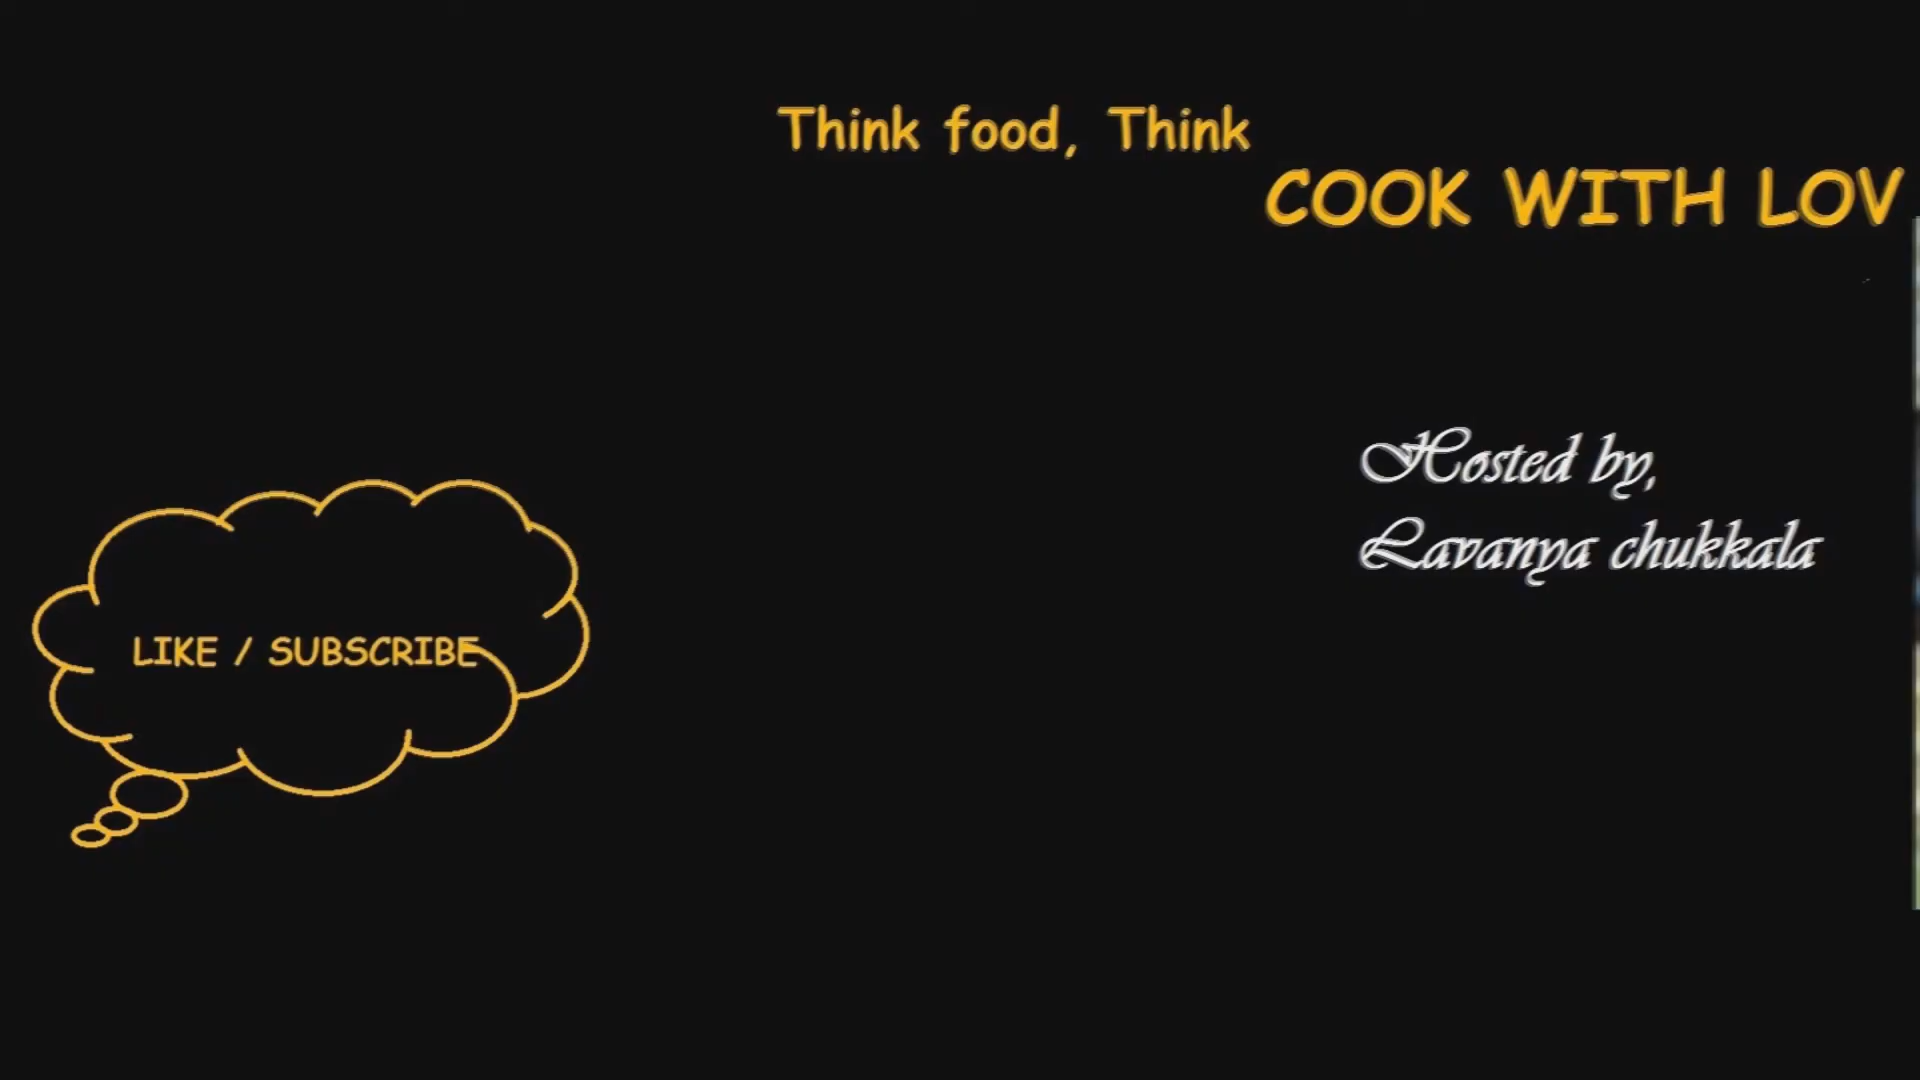 Think food, Think
COOK WITH LOV
Hosted by,
Lavanya chukkala
LIKE / SUBSCRIBE